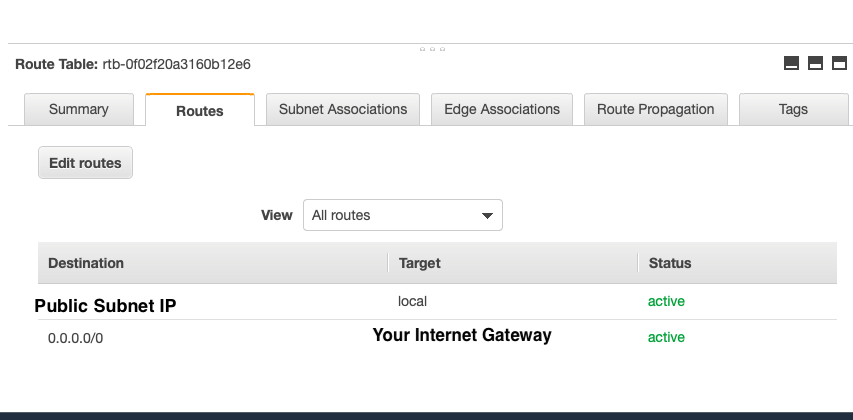 Route Table: rtb-0f02f20a3160b12e6
Summary Routes Subnet Associations Edge Associations Route Propagation Tags
Edit routes
View All routes
Destination Target Status
Public Subnet IP local active
0.0.0.0/0 Your Internet Gateway active